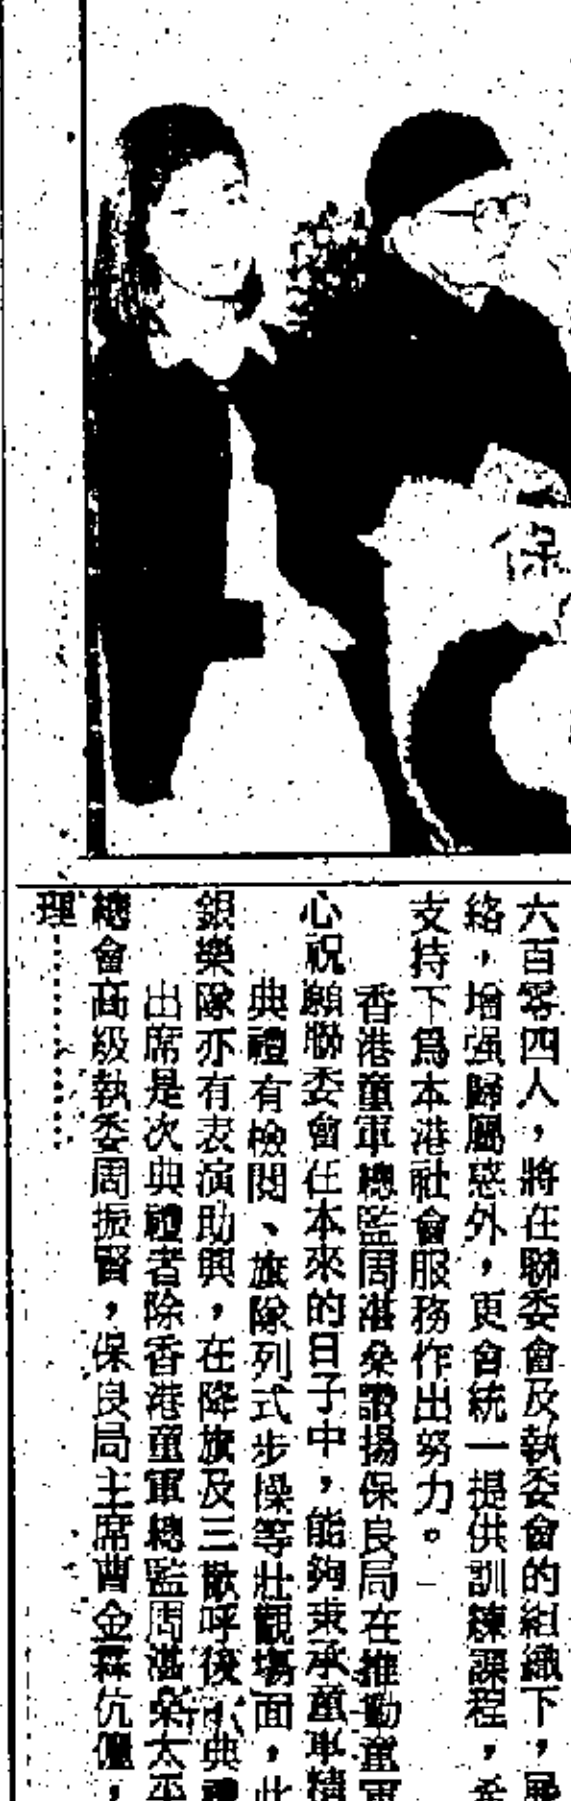 保
六百零四人，將在聯委會及執委會的組織下，展
絡，增强歸屬感外，更會統一提供訓練課程，希
支持下為本港社會服務作出努力。」
香港童軍總監周湛燊讚揚保良局在推動童軍
心祝願聯委會在本來的日子中，能夠秉承童軍精
典禮有檢閱、旗隊列式步操等壯觀場面，此
銀樂隊亦有表演助興，在降旗及三歡呼後，典禮
出席是次典禮者除香港童軍總監周湛燊太平
總會高級執委周振賢，保良局主席曹金霖伉儷，
理⋯⋯⋯⋯